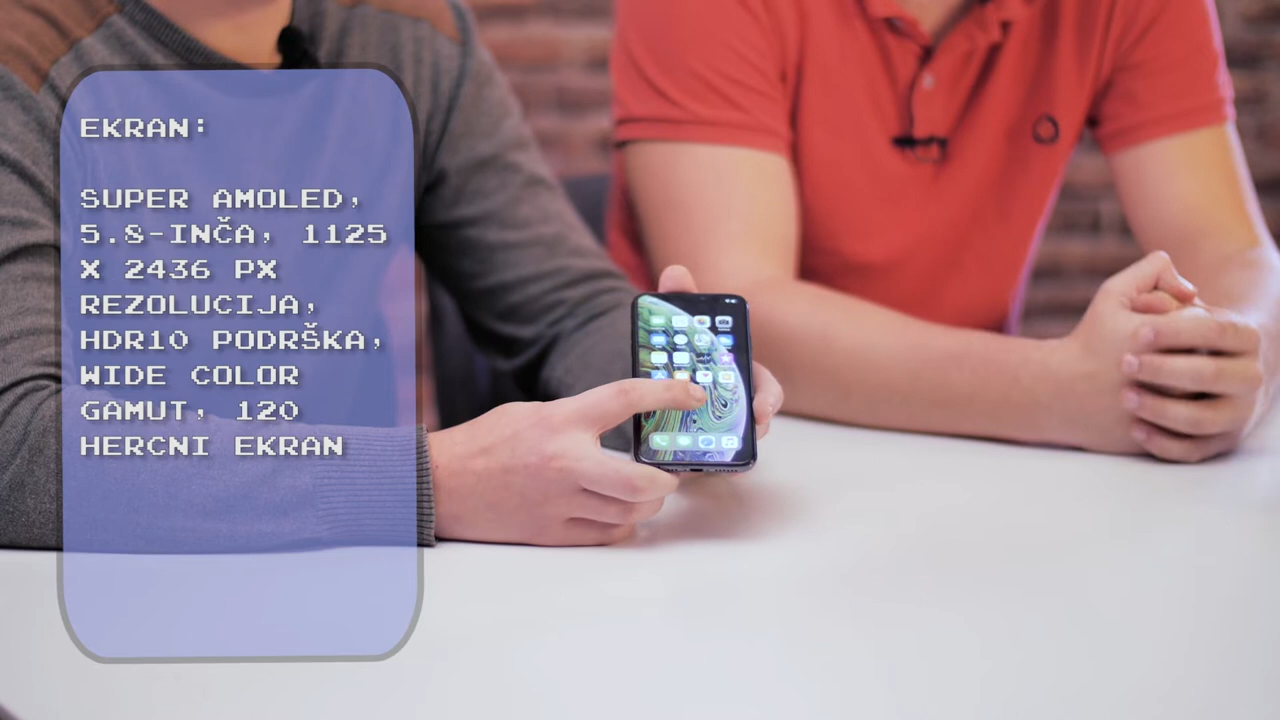 EKRAN:
SUPER AMOLED,
5.8-INČA, 1125
X 2436 PX
REZOLUCIJA,
HDR10 PODRŠKA,
WIDE COLOR
GAMUT, 120
HERCNI EKRAN